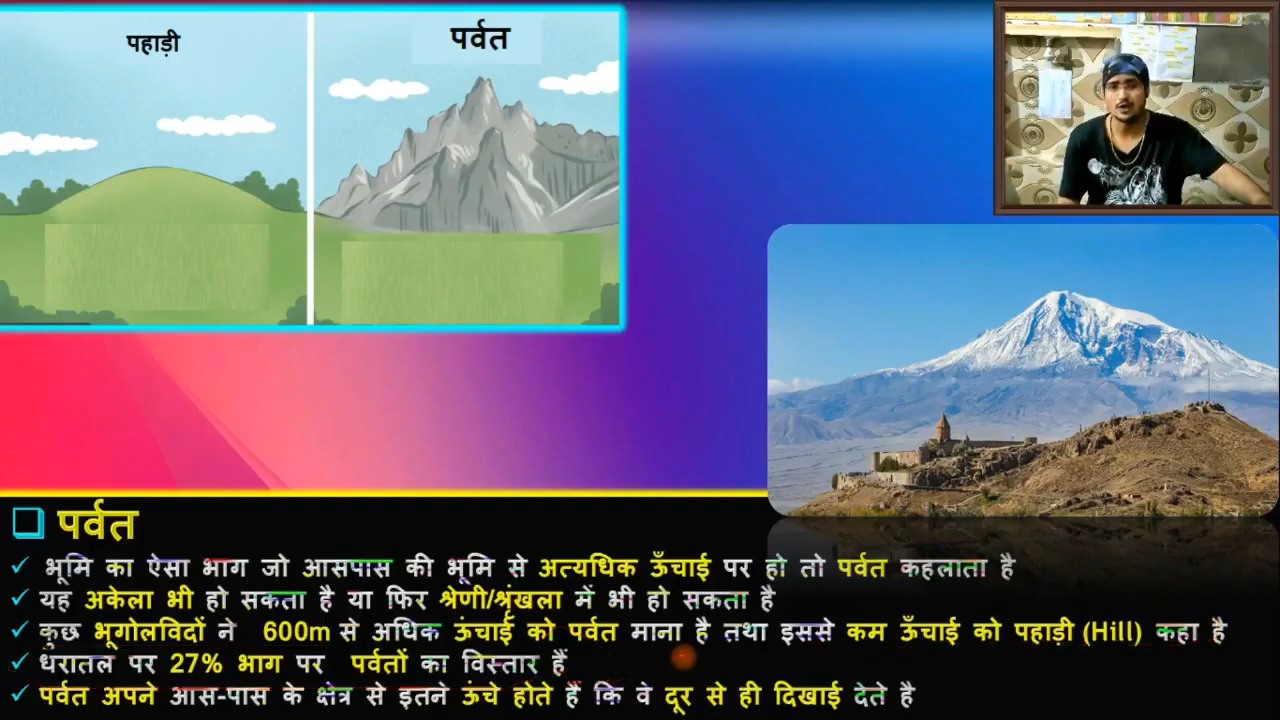 पहाड़ी
पर्वत
पर्वत
भूमि का ऐसा भाग जो आसपास की भूमि से अत्यधिक ऊँचाई पर हो तो पर्वत कहलाता है
यह अकेला भी हो सकता है या फिर श्रेणी/श्रृंखला में भी हो सकता है
कुछ भूगोलविदों ने 600m से अधिक ऊंचाई को पर्वत माना है तथा इससे कम ऊँचाई को पहाड़ी (Hill) कहा है
धरातल पर 27% भाग पर पर्वतों का विस्तार हैं
पर्वत अपने आस-पास के क्षेत्र से इतने ऊंचे होते हैं कि वे दूर से ही दिखाई देते है